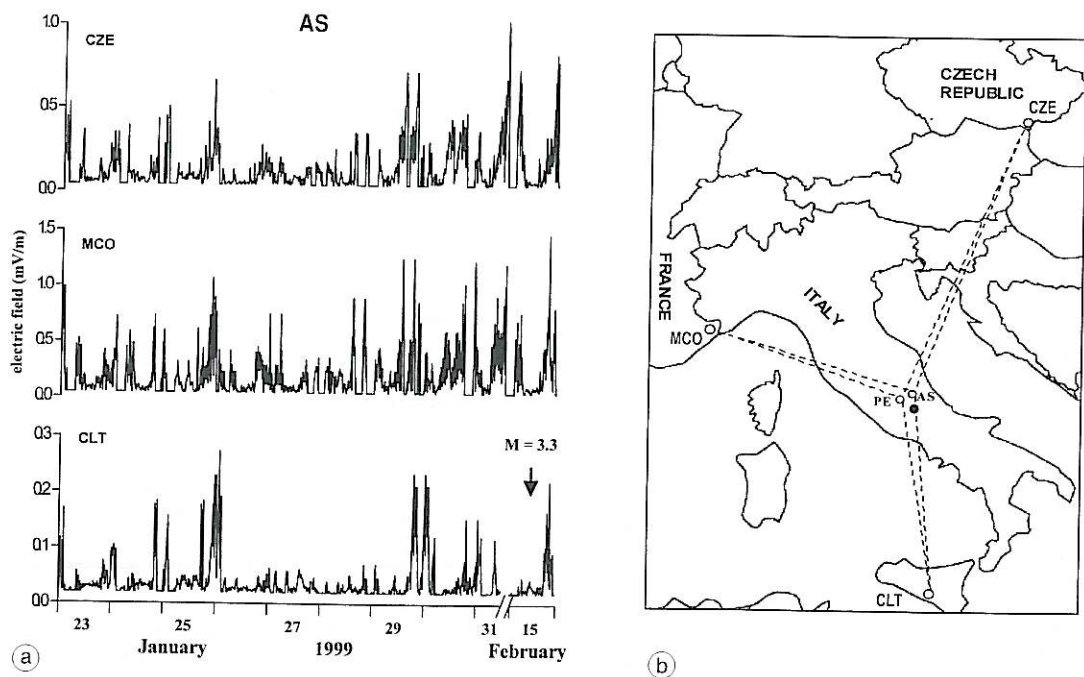 AS
1.0
CZE
0.5
0.0
1.5
MCO
1.0
0.5
0.0
electric field (mV/m)
0.3
CLT
M = 3.3
0.2
0.1
0.0
23 25 27 29 31 15
January 1999 February
a
CZECH
REPUBLIC
CZE
FRANCE
ITALY
MCO
PE AS
CLT
b